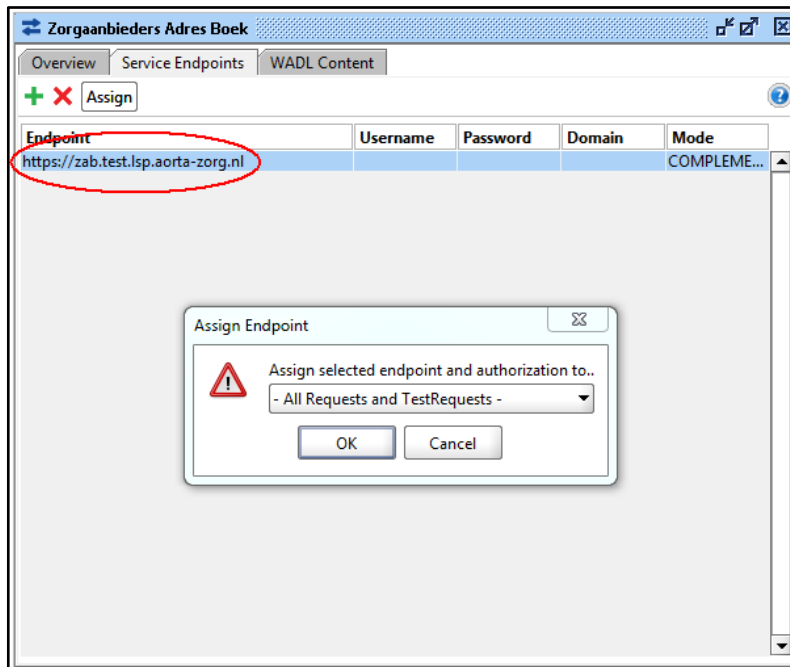 Zorgaanbieders Adres Boek
Overview Service Endpoints WADL Content
Assign
Endpoint Username Password Domain Mode
https://zab.test.lsp.aorta-zorg.nl COMPLEME...
Assign Endpoint
Assign selected endpoint and authorization to..
- All Requests and TestRequests -
OK Cancel